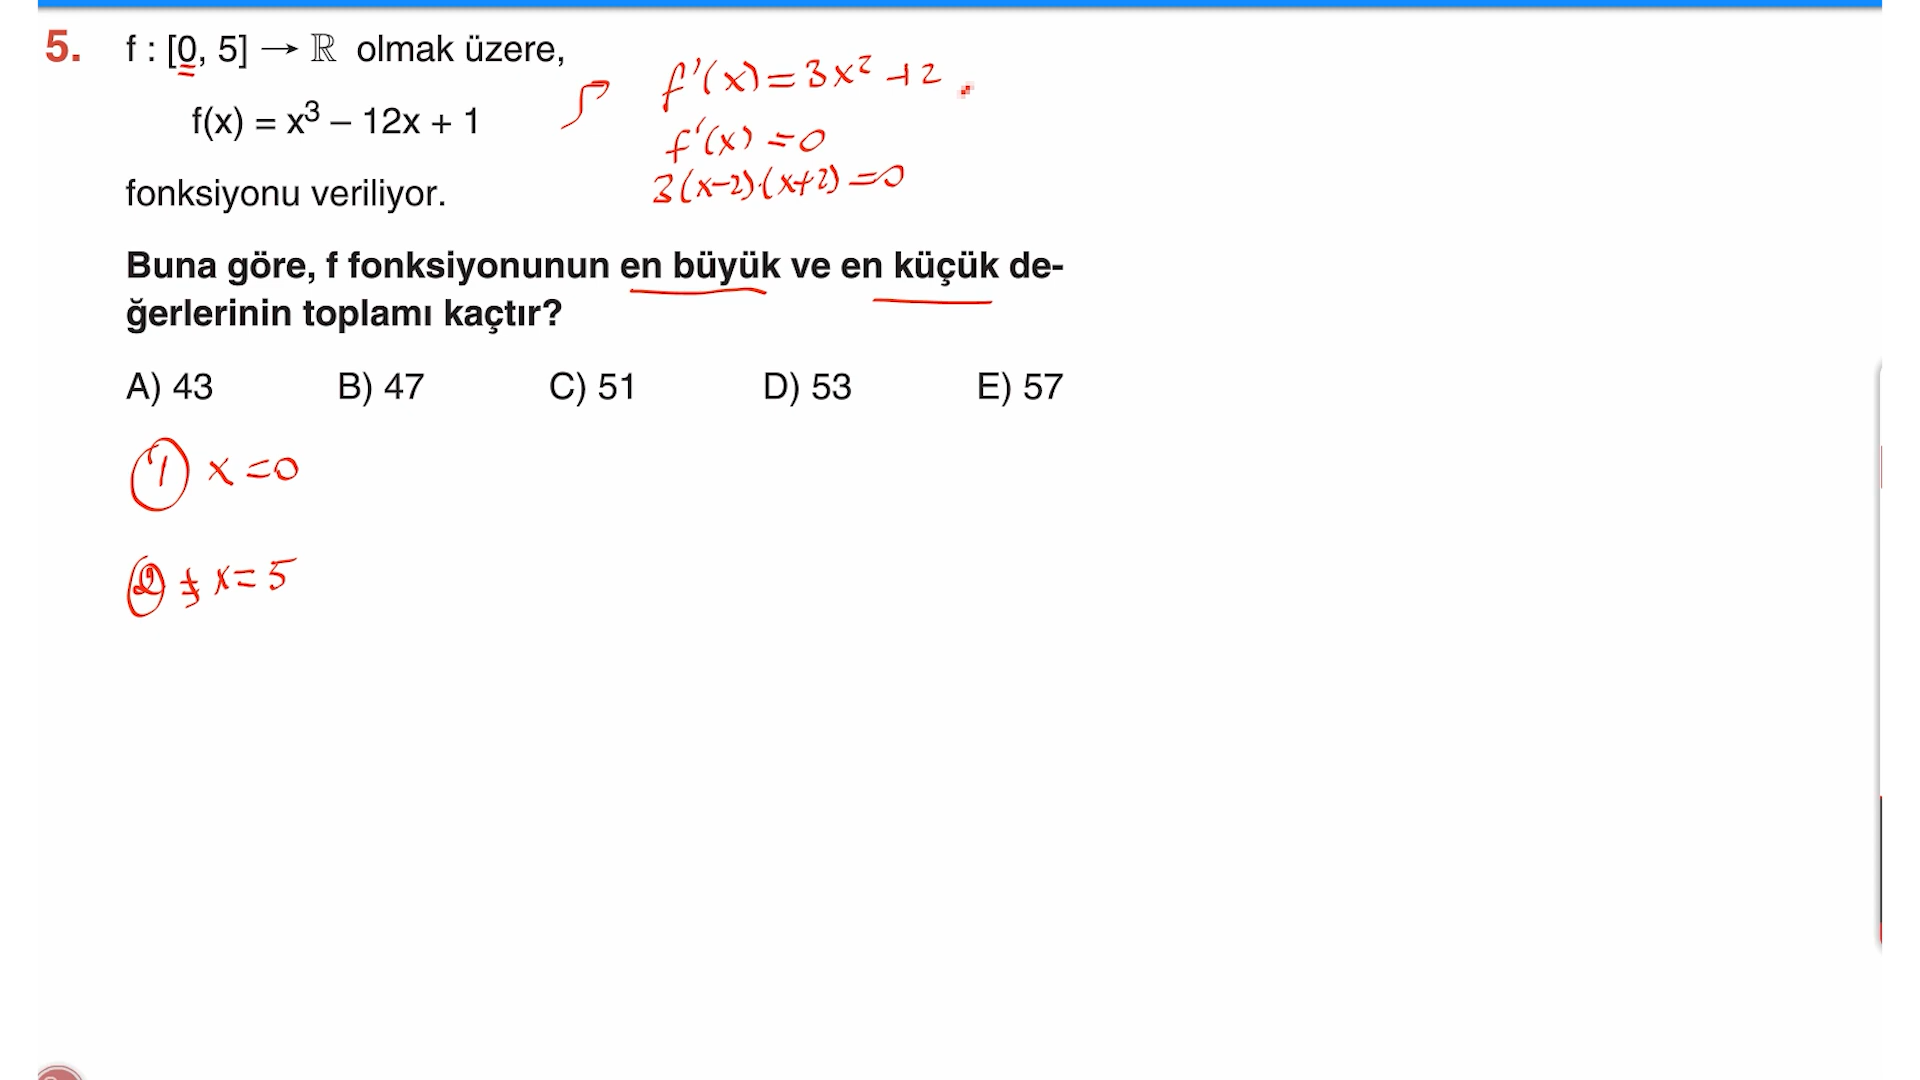 5. f : [0, 5] → ℝ olmak üzere,
f(x) = x³ – 12x + 1
fonksiyonu veriliyor.
f'(x) = 3x² +2
f'(x) = 0
3(x-2)·(x+2) = 0
Buna göre, f fonksiyonunun en büyük ve en küçük de-
ğerlerinin toplamı kaçtır?
A) 43 B) 47 C) 51 D) 53 E) 57
1 x = 0
2 x = 5